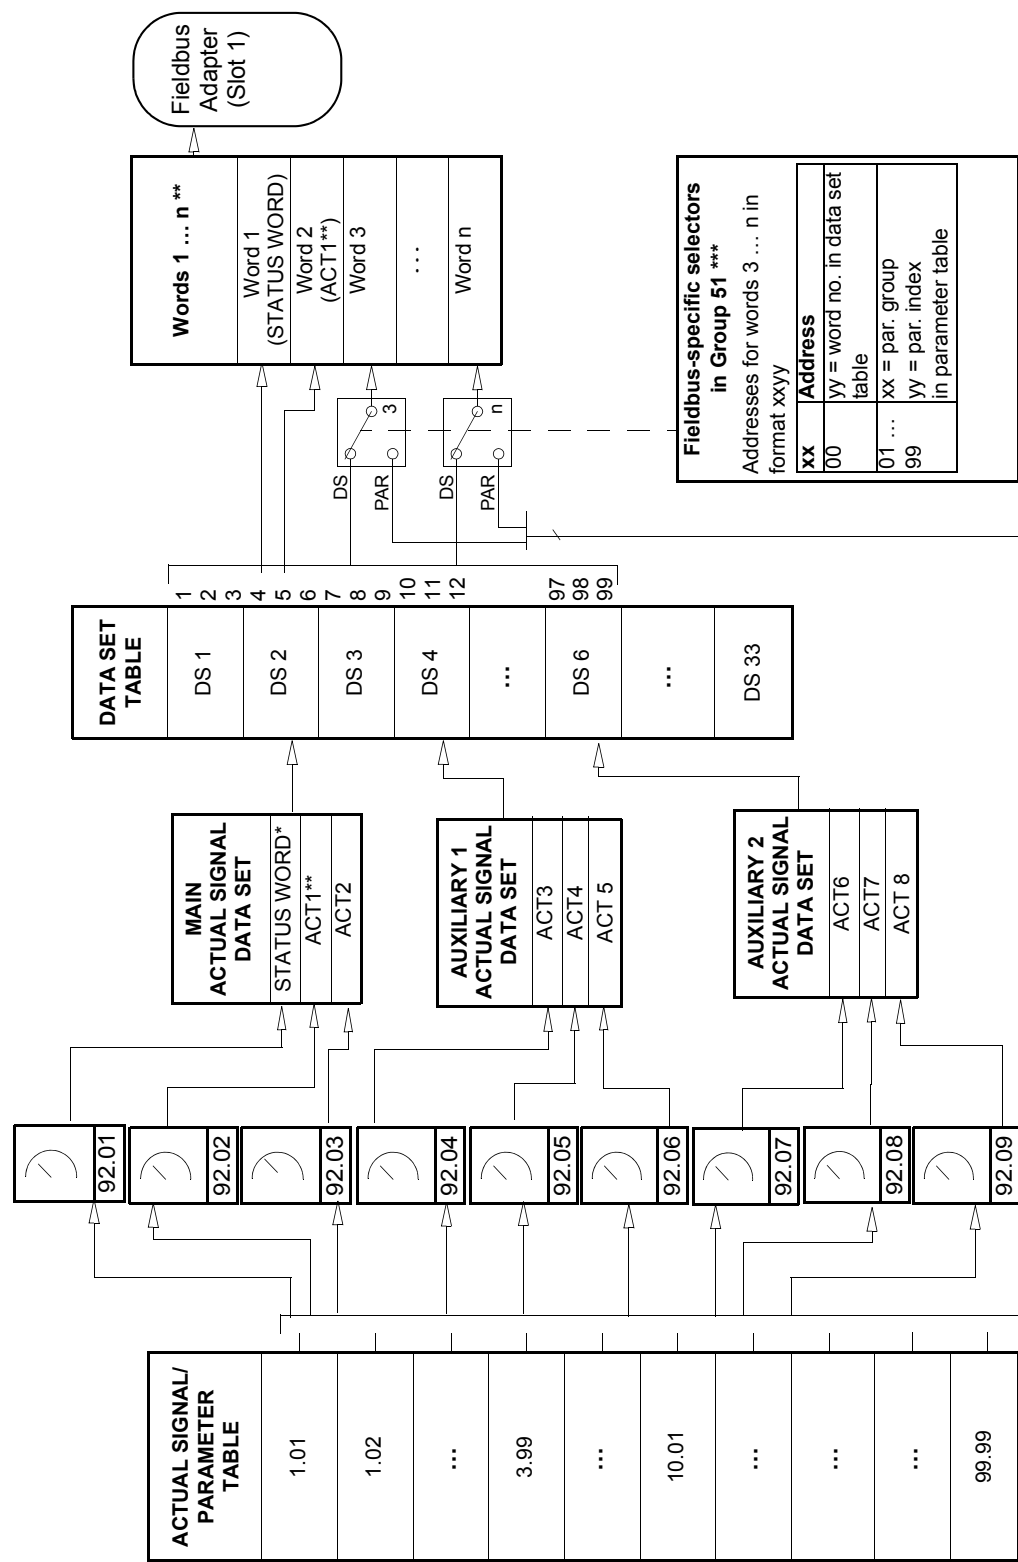 ACTUAL SIGNAL/
PARAMETER
TABLE
1.01
1.02
...
3.99
...
10.01
...
...
...
99.99
92.01
92.02
92.03
92.04
92.05
92.06
92.07
92.08
92.09
MAIN
ACTUAL SIGNAL
DATA SET
STATUS WORD*
ACT1**
ACT2
AUXILIARY 1
ACTUAL SIGNAL
DATA SET
ACT3
ACT4
ACT 5
AUXILIARY 2
ACTUAL SIGNAL
DATA SET
ACT6
ACT7
ACT 8
DATA SET
TABLE
DS 1
DS 2
DS 3
DS 4
...
DS 6
...
DS 33
1
2
3
4
5
6
7
8
9
10
11
12
97
98
99
DS
PAR
3
DS
PAR
n
Words 1 ... n **
Word 1
(STATUS WORD)
Word 2
(ACT1**)
Word 3
...
Word n
Fieldbus
Adapter
(Slot 1)
Fieldbus-specific selectors
in Group 51 ***
Addresses for words 3 ... n in
format xxyy
xx Address
00 yy = word no. in data set
table
01 ... xx = par. group
99 yy = par. index
in parameter table